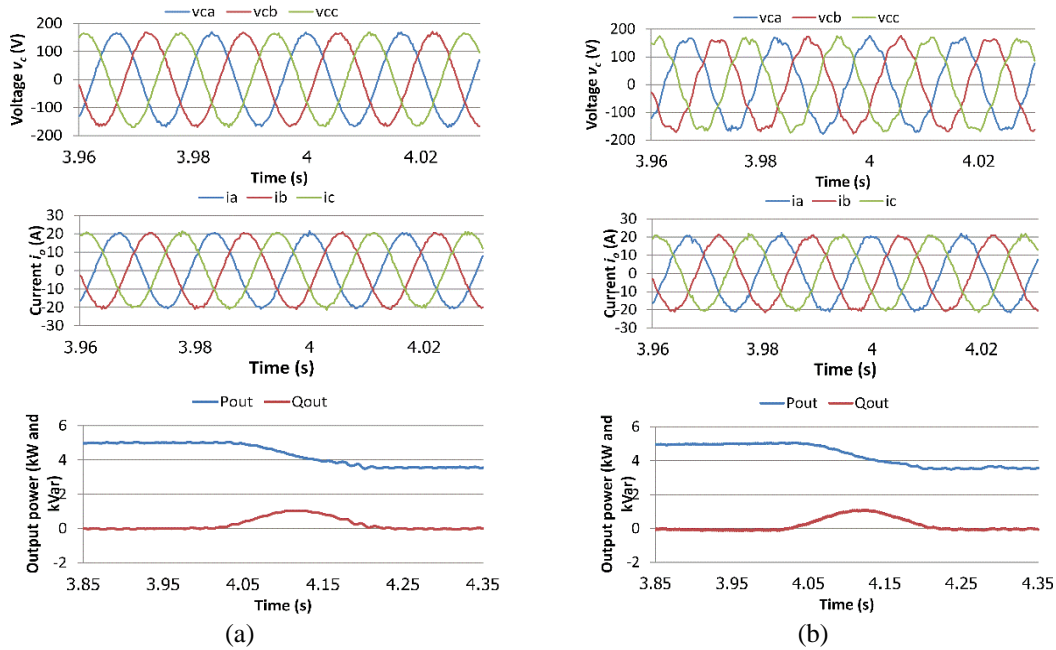 vca vcb vcc
Voltage vc (V)
200
100
0
-100
-200
3.96 3.98 4 4.02
Time (s)
ia ib ic
Current io (A)
30
20
10
0
-10
-20
-30
3.96 3.98 4 4.02
Time (s)
Pout Qout
Output power (kW and
kVar)
6
4
2
0
-2
3.85 3.95 4.05 4.15 4.25 4.35
Time (s)
(a)
vca vcb vcc
Voltage vc (V)
200
100
0
-100
-200
3.96 3.98 4 4.02
Time (s)
ia ib ic
Current io (A)
30
20
10
0
-10
-20
-30
3.96 3.98 4 4.02
Time (s)
Pout Qout
Output power (kW and
kVar)
6
4
2
0
-2
3.85 3.95 4.05 4.15 4.25 4.35
Time (s)
(b)